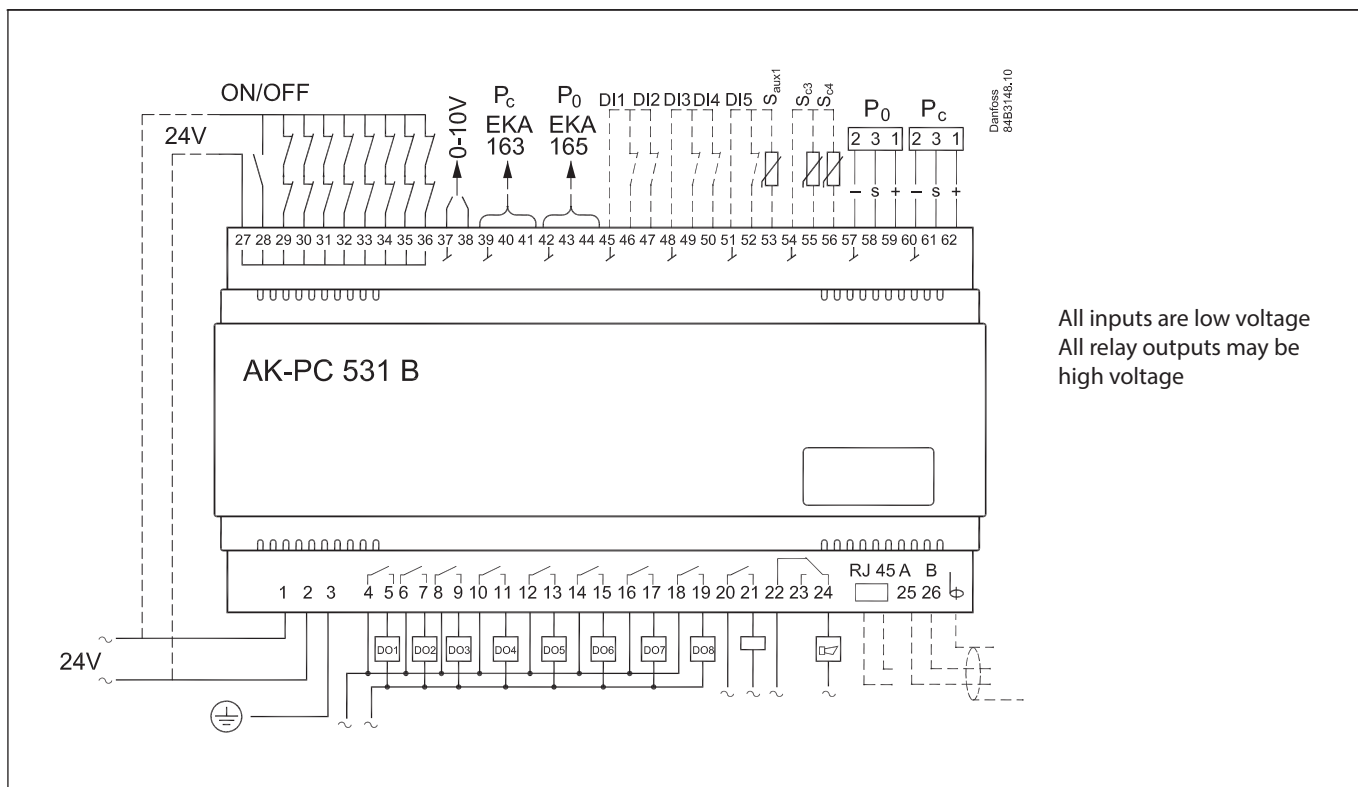 ON/OFF
24V
0-10V
Pc
EKA
163
P0
EKA
165
DI1 DI2 DI3 DI4 DI5 Saux1 Sc3 Sc4
P0 Pc
2 3 1 2 3 1
– s + – s +
Danfoss
84B3148.10
27 28 29 30 31 32 33 34 35 36 37 38 39 40 41 42 43 44 45 46 47 48 49 50 51 52 53 54 55 56 57 58 59 60 61 62
AK-PC 531 B
All inputs are low voltage
All relay outputs may be
high voltage
RJ 45 A B
1 2 3 4 5 6 7 8 9 10 11 12 13 14 15 16 17 18 19 20 21 22 23 24 25 26
DO1 DO2 DO3 DO4 DO5 DO6 DO7 DO8
24V